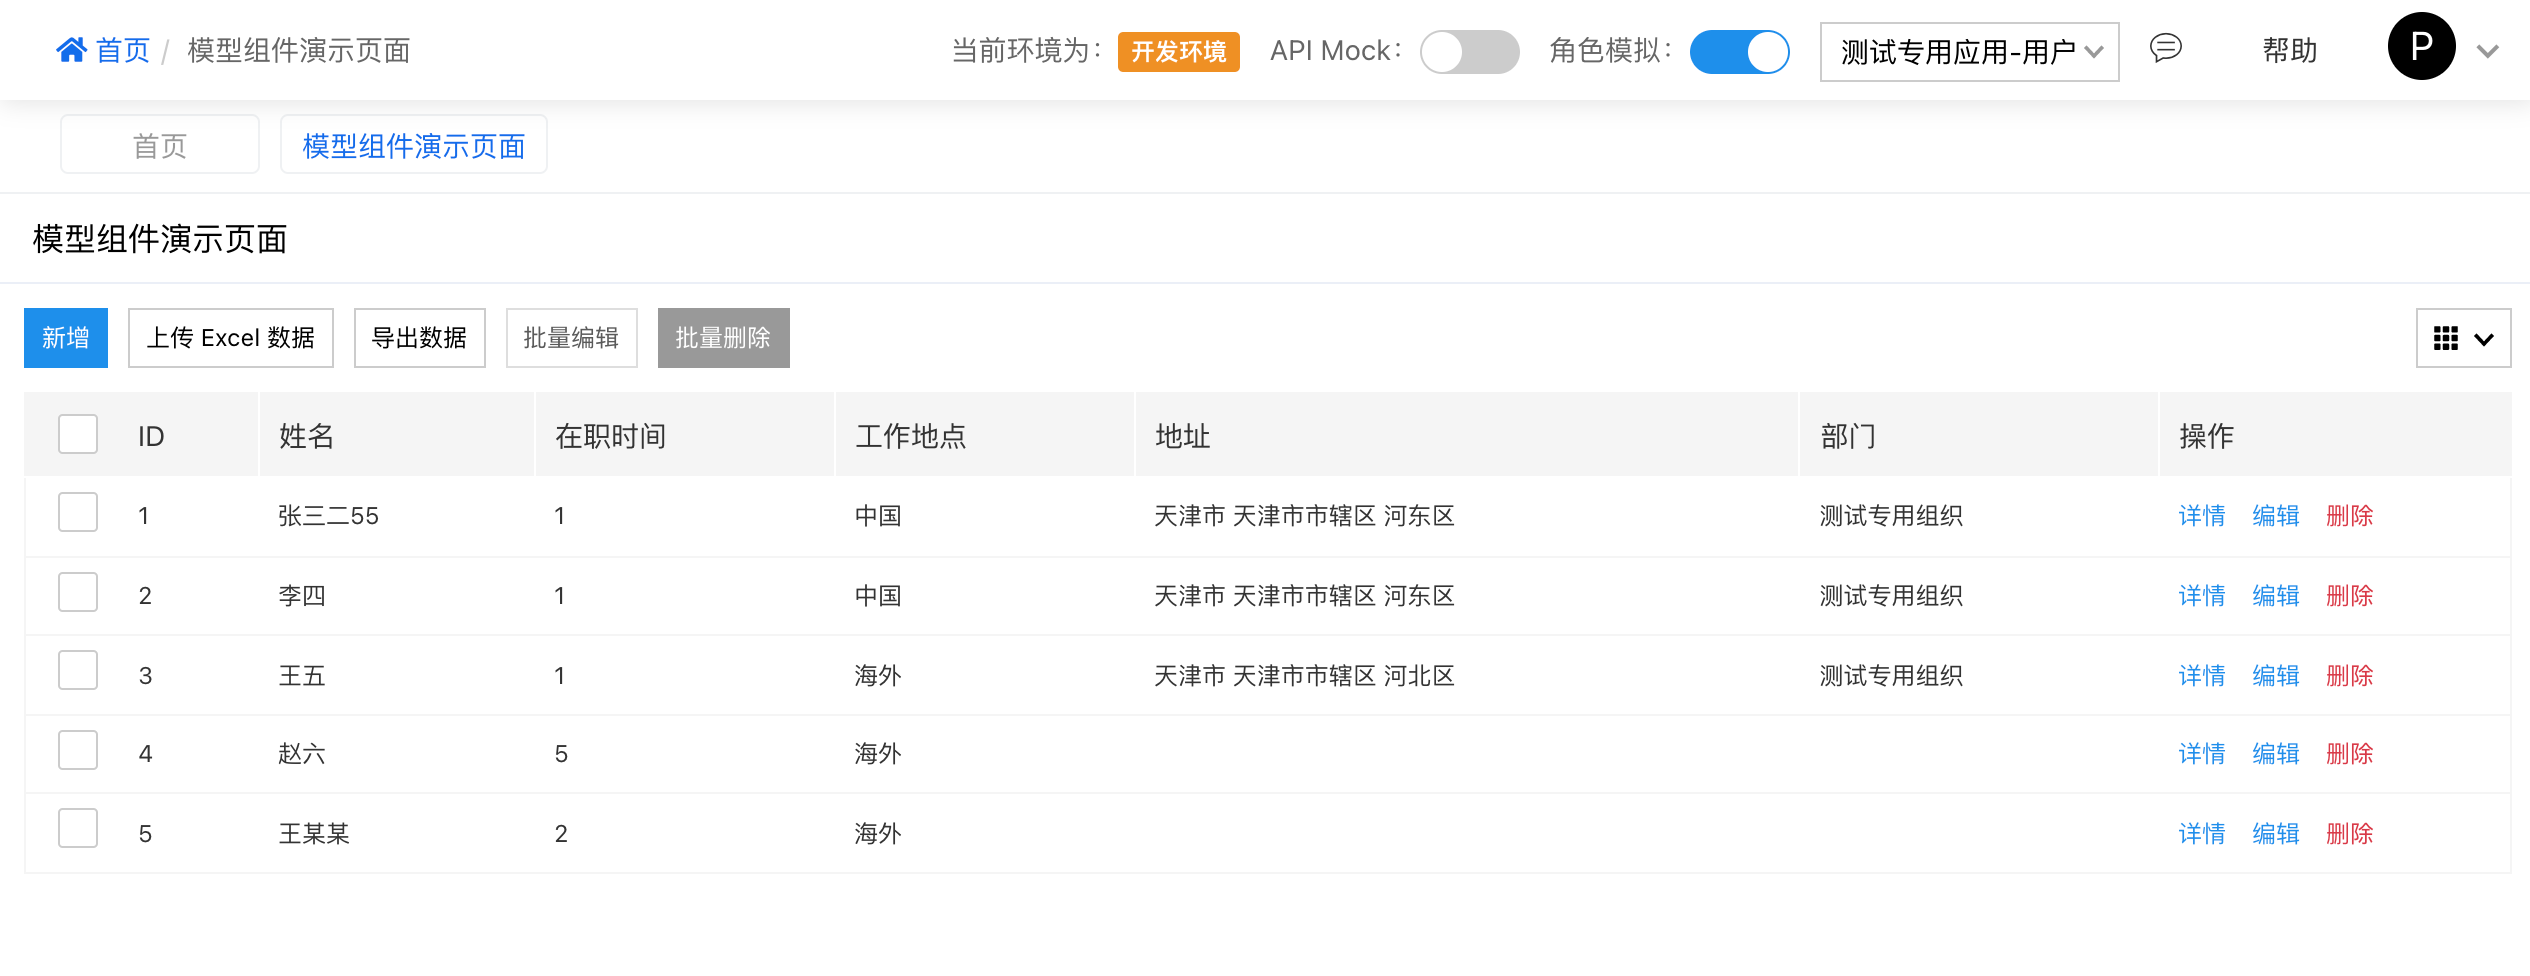 首页 / 模型组件演示页面 当前环境为： 开发环境 API Mock： 角色模拟： 测试专用应用-用户 帮助 P
首页 模型组件演示页面
模型组件演示页面
新增 上传 Excel 数据 导出数据 批量编辑 批量删除
ID 姓名 在职时间 工作地点 地址 部门 操作
1 张三二55 1 中国 天津市 天津市市辖区 河东区 测试专用组织 详情 编辑 删除
2 李四 1 中国 天津市 天津市市辖区 河东区 测试专用组织 详情 编辑 删除
3 王五 1 海外 天津市 天津市市辖区 河北区 测试专用组织 详情 编辑 删除
4 赵六 5 海外 详情 编辑 删除
5 王某某 2 海外 详情 编辑 删除